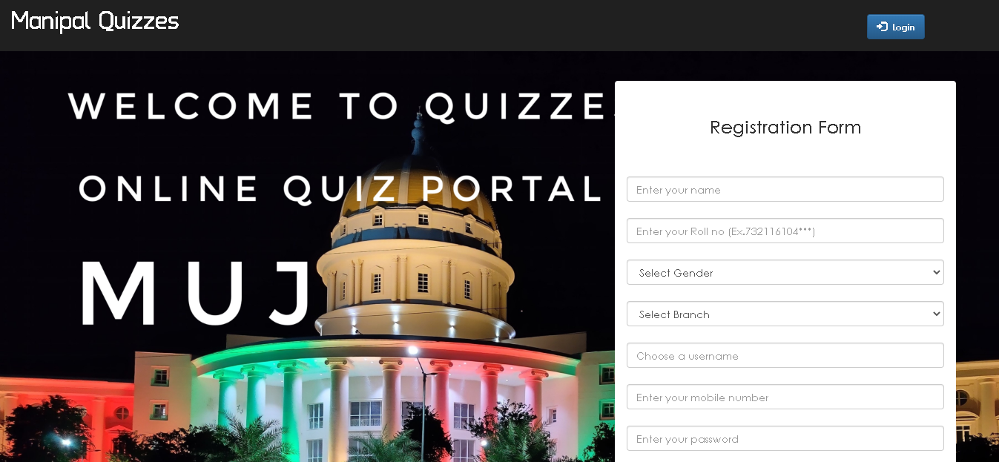 Manipal Quizzes
Login
WELCOME TO QUIZZE
ONLINE QUIZ PORTAL
MUJ
Registration Form
Enter your name
Enter your Roll no (Ex.732116104***)
Select Gender
Select Branch
Choose a username
Enter your mobile number
Enter your password